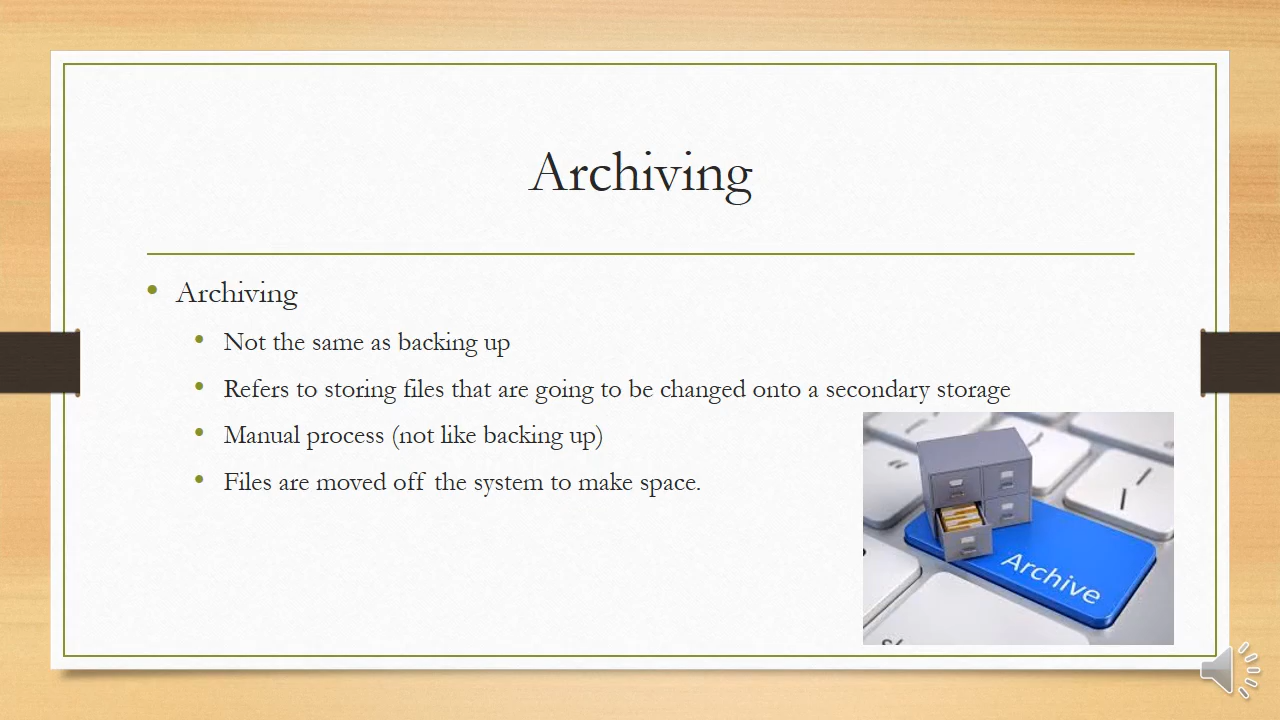 Archiving
Archiving
Not the same as backing up
Refers to storing files that are going to be changed onto a secondary storage
Manual process (not like backing up)
Files are moved off the system to make space.
Archive